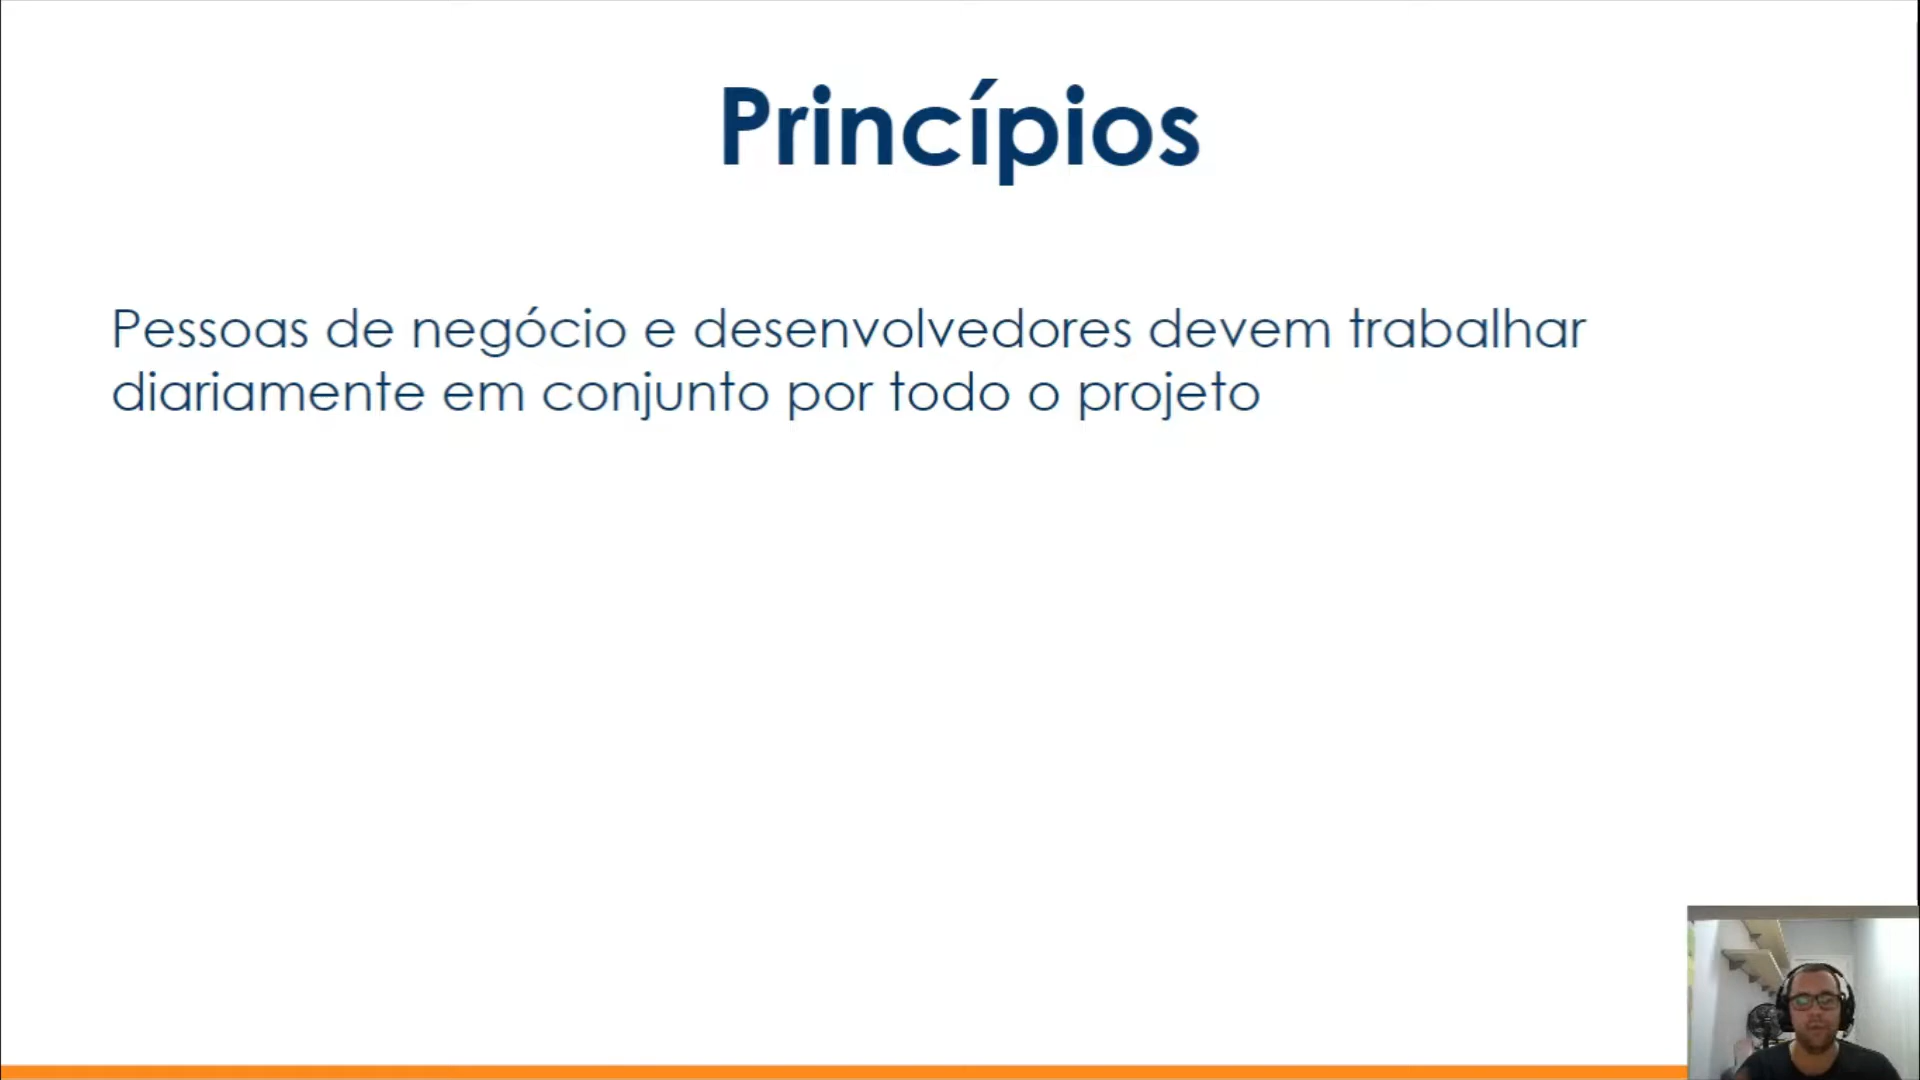 Princípios
Pessoas de negócio e desenvolvedores devem trabalhar
diariamente em conjunto por todo o projeto